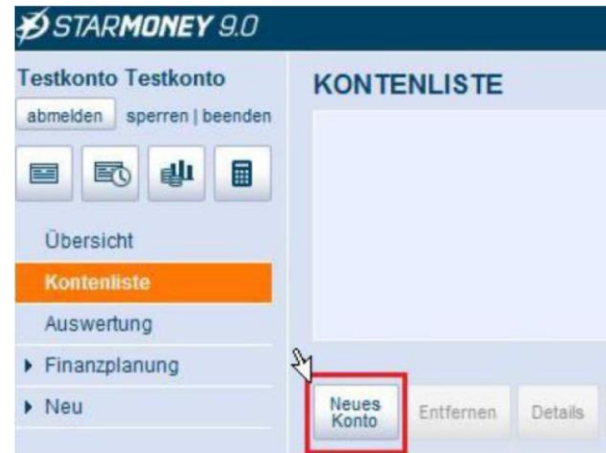 STARMONEY 9.0
Testkonto Testkonto
abmelden sperren | beenden
Übersicht
Kontenliste
Auswertung
Finanzplanung
Neu
KONTENLISTE
Neues
Konto
Entfernen
Details